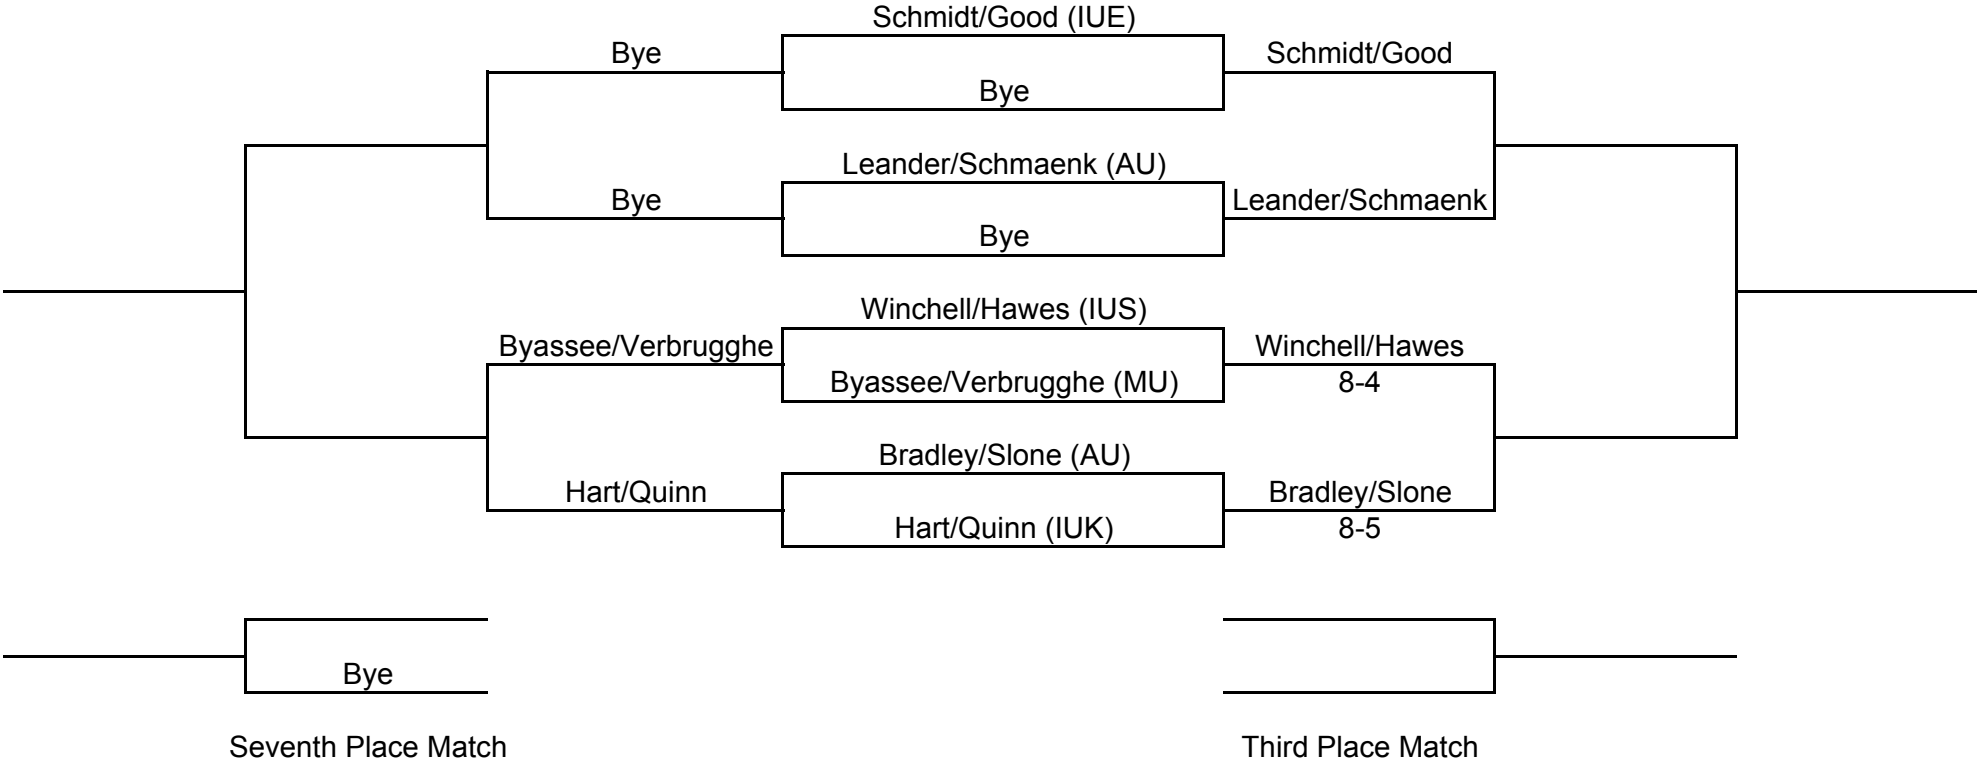 Schmidt/Good (IUE)
Bye
Schmidt/Good
Bye
Leander/Schmaenk (AU)
Bye
Leander/Schmaenk
Bye
Winchell/Hawes (IUS)
Byassee/Verbrugghe
Winchell/Hawes
Byassee/Verbrugghe (MU)
8-4
Bradley/Slone (AU)
Hart/Quinn
Bradley/Slone
Hart/Quinn (IUK)
8-5
Bye
Seventh Place Match
Third Place Match